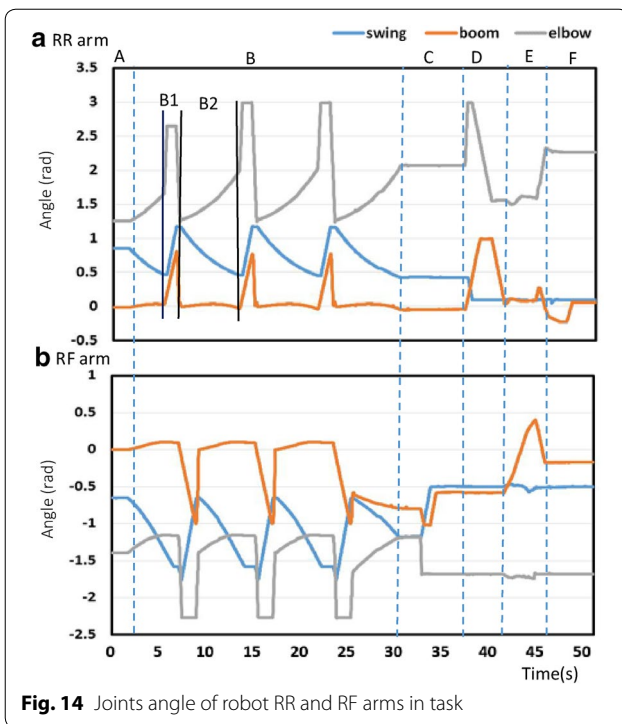 a RR arm
swing boom elbow
A B C D E F
B1 B2
3.5
3
2.5
2
1.5
1
0.5
0
-0.5
Angle (rad)
b RF arm
1
0.5
0
-0.5
-1
-1.5
-2
-2.5
Angle (rad)
0 5 10 15 20 25 30 35 40 45 50
Time(s)
Fig. 14 Joints angle of robot RR and RF arms in task